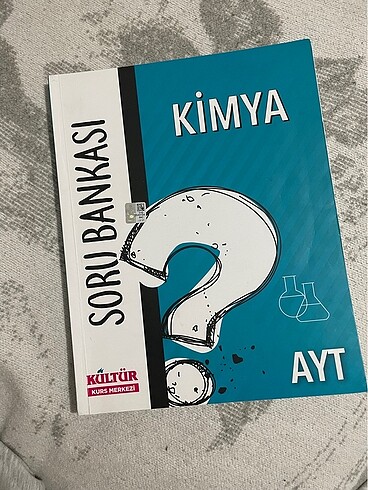 KİMYA
SORU BANKASI
AYT
KÜLTÜR
KURS MERKEZİ